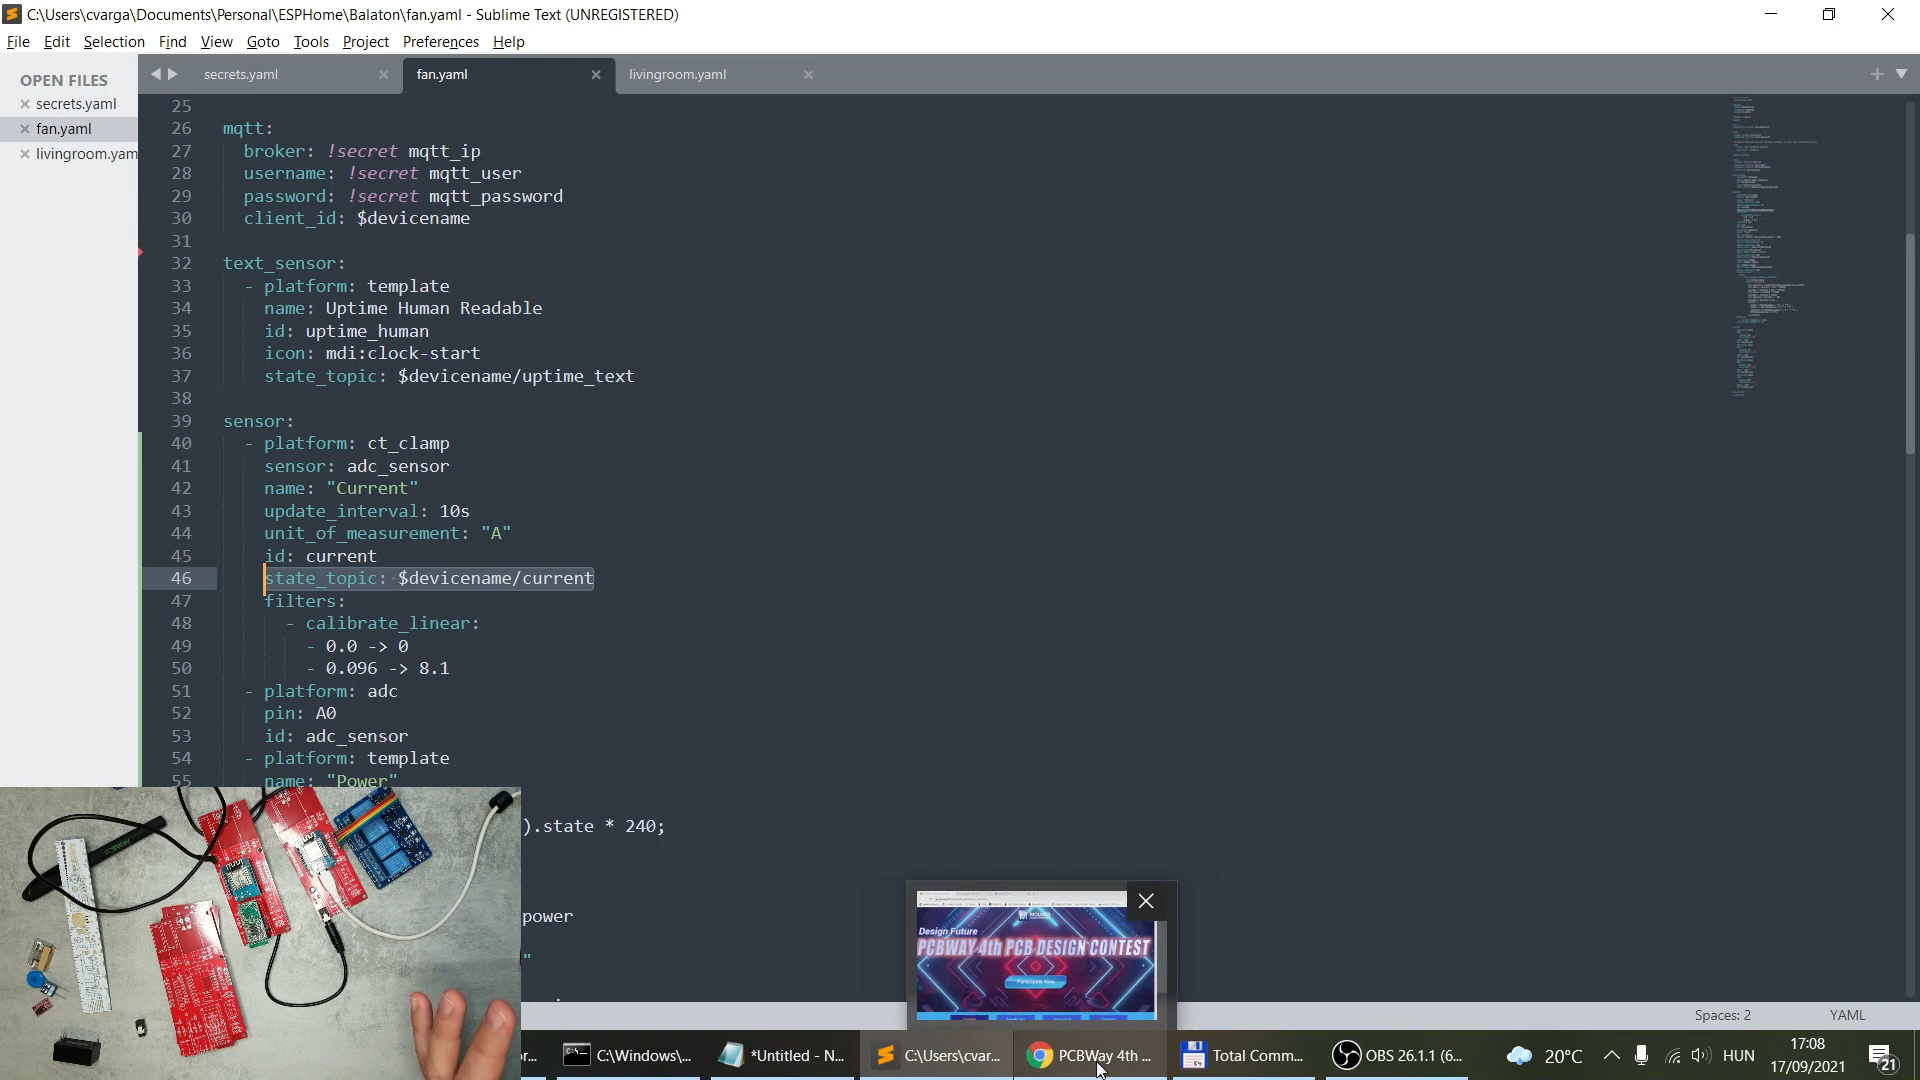 C:\Users\cvarga\Documents\Personal\ESPHome\Balaton\fan.yaml - Sublime Text (UNREGISTERED)
File Edit Selection Find View Goto Tools Project Preferences Help
OPEN FILES
secrets.yaml
fan.yaml
livingroom.yam
secrets.yaml fan.yaml livingroom.yaml
25
26 mqtt:
27 broker: !secret mqtt_ip
28 username: !secret mqtt_user
29 password: !secret mqtt_password
30 client_id: $devicename
31
32 text_sensor:
33 - platform: template
34 name: Uptime Human Readable
35 id: uptime_human
36 icon: mdi:clock-start
37 state_topic: $devicename/uptime_text
38
39 sensor:
40 - platform: ct_clamp
41 sensor: adc_sensor
42 name: "Current"
43 update_interval: 10s
44 unit_of_measurement: "A"
45 id: current
46 state_topic: $devicename/current
47 filters:
48 - calibrate_linear:
49 - 0.0 -> 0
50 - 0.096 -> 8.1
51 - platform: adc
52 pin: A0
53 id: adc_sensor
54 - platform: template
55 name: "Power"
).state * 240;
power
"
PCBWay
Design Future
PCBWAY 4th PCB DESIGN CONTEST
Participate Now
Spaces: 2 YAML
or... C:\Windows\... *Untitled - N... C:\Users\cvar... PCBWay 4th ... Total Comm... OBS 26.1.1 (6... 20°C HUN
17:08
17/09/2021
21